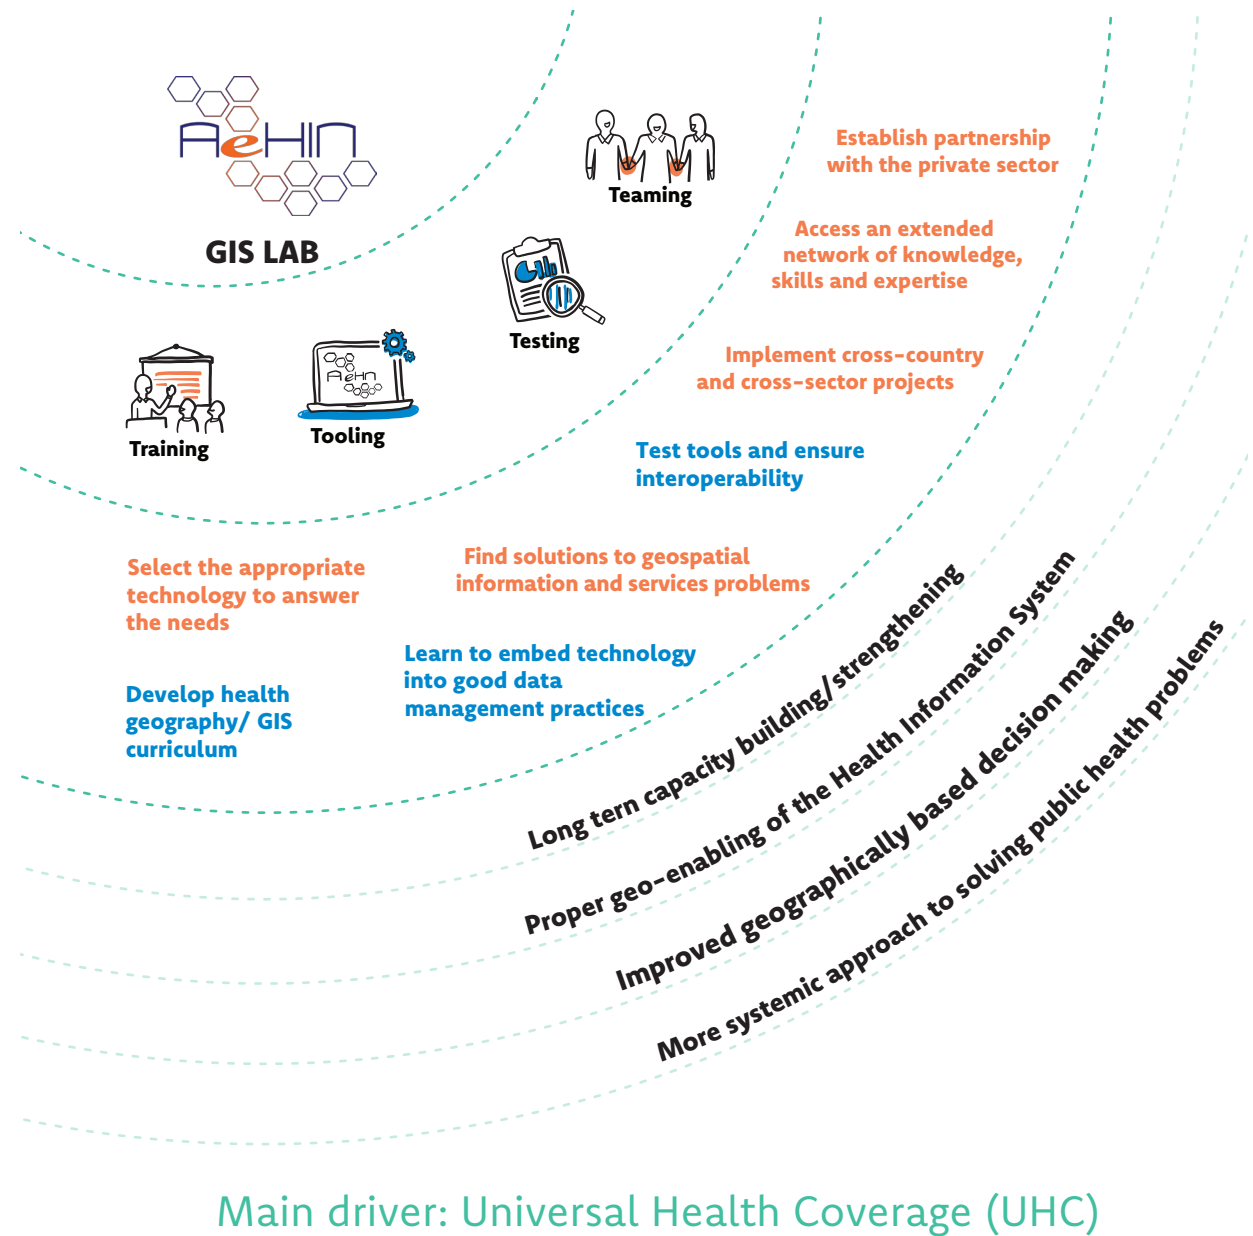 AeHIN
GIS LAB
Teaming
Testing
AeHIN
Training
Tooling
Establish partnership
with the private sector
Access an extended
network of knowledge,
skills and expertise
Implement cross-country
and cross-sector projects
Test tools and ensure
interoperability
Find solutions to geospatial
information and services problems
Select the appropriate
technology to answer
the needs
Learn to embed technology
into good data
management practices
Develop health
geography/ GIS
curriculum
Long tern capacity building/strengthening
Proper geo-enabling of the Health Information System
Improved geographically based decision making
More systemic approach to solving public health problems
Main driver: Universal Health Coverage (UHC)